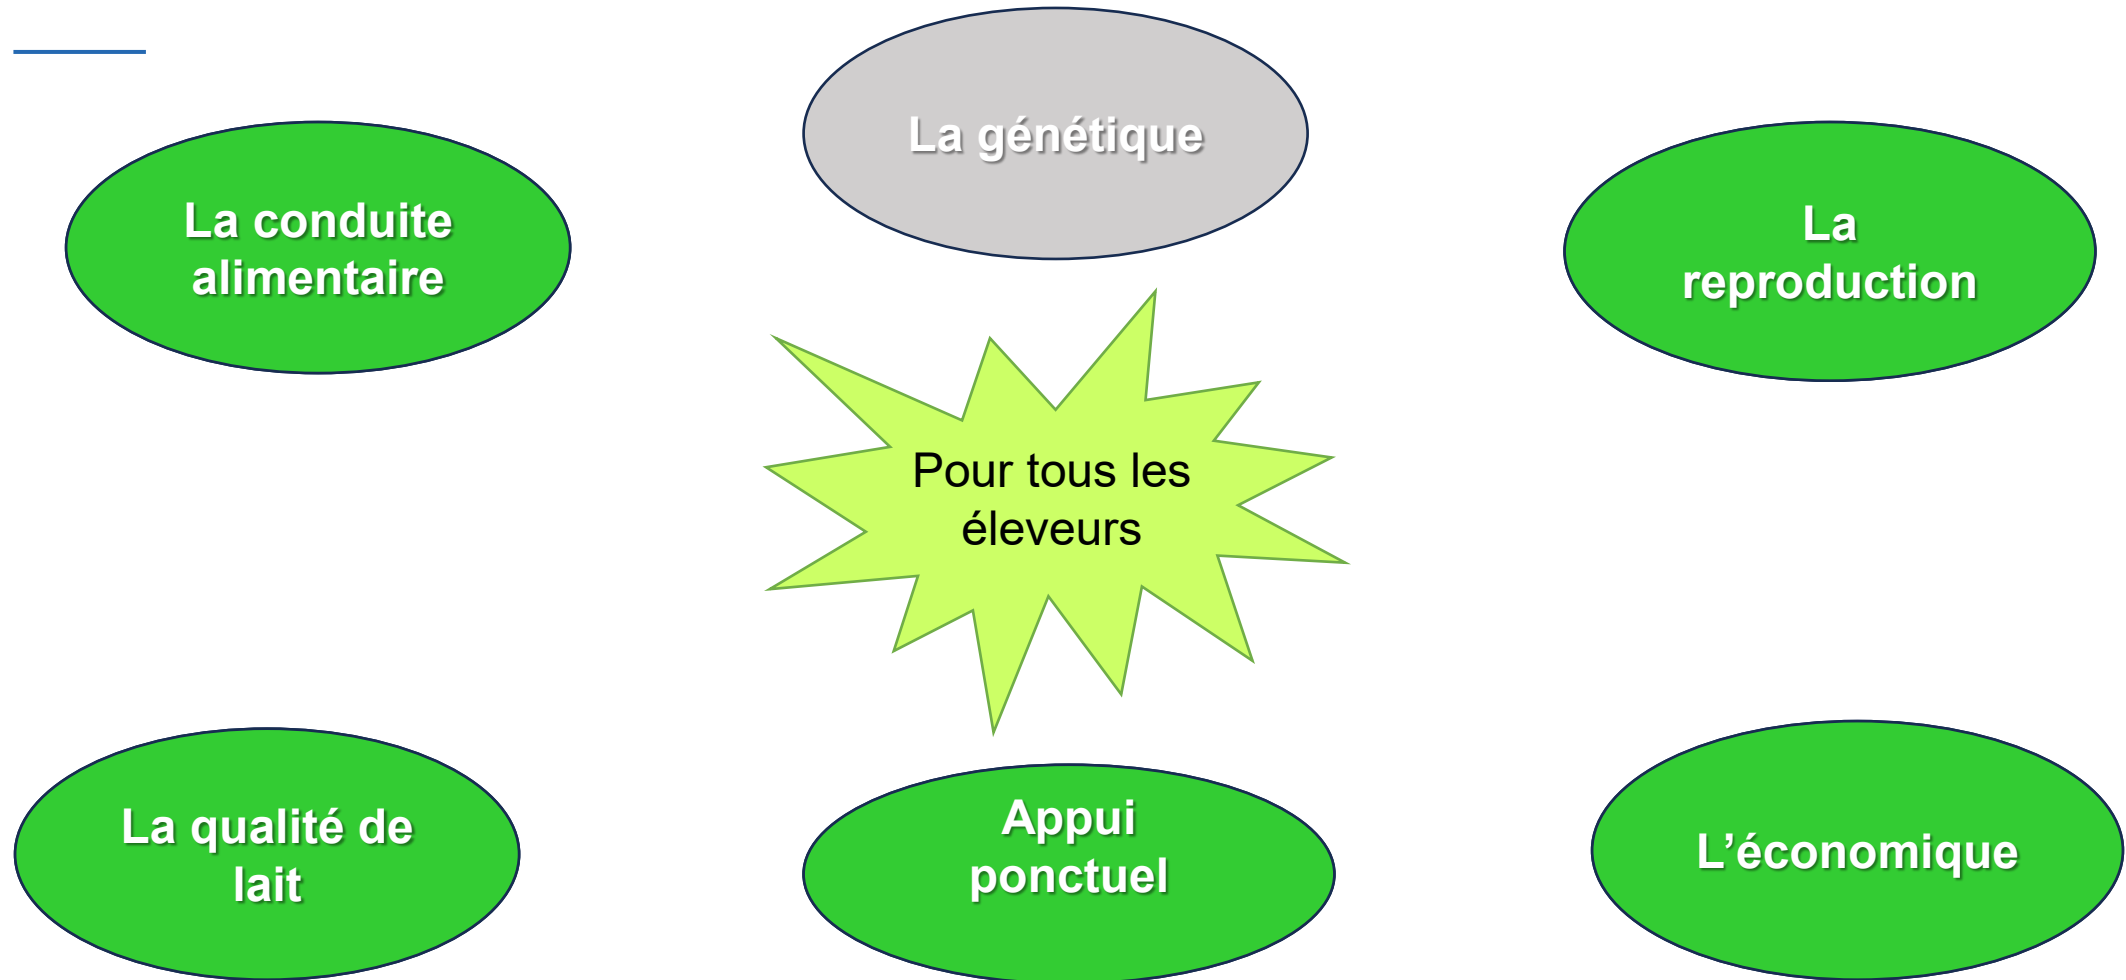 La génétique
La conduite
alimentaire
La
reproduction
Pour tous les
éleveurs
La qualité de
lait
Appui
ponctuel
L’économique